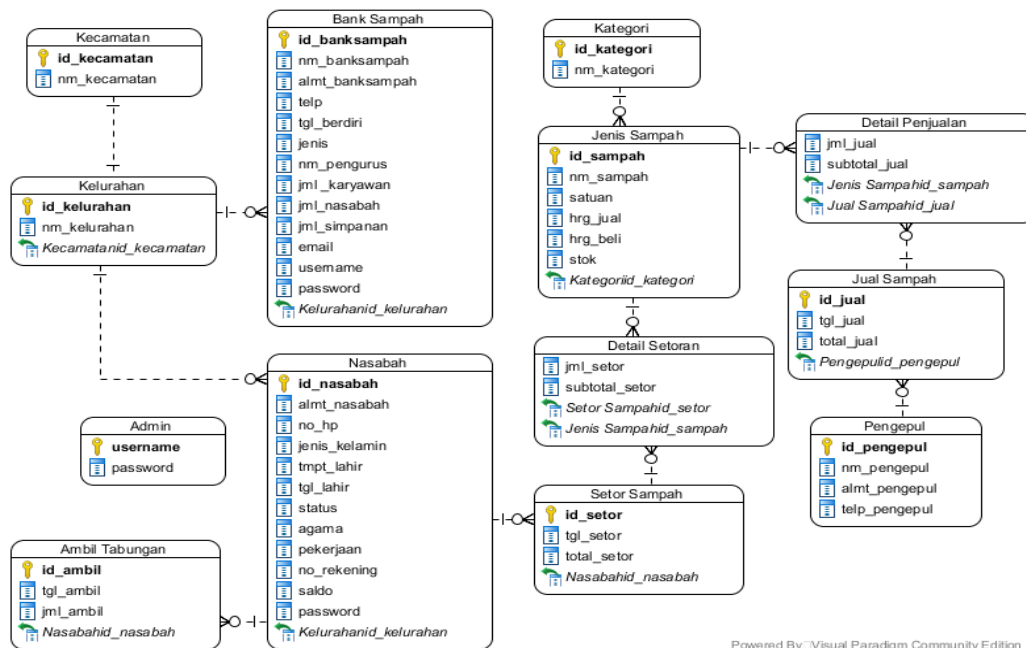 Kecamatan
id_kecamatan
nm_kecamatan
Kelurahan
id_kelurahan
nm_kelurahan
Kecamatanid_kecamatan
Bank Sampah
id_banksampah
nm_banksampah
almt_banksampah
telp
tgl_berdiri
jenis
nm_pengurus
jml_karyawan
jml_nasabah
jml_simpanan
email
username
password
Kelurahanid_kelurahan
Admin
username
password
Ambil Tabungan
id_ambil
tgl_ambil
jml_ambil
Nasabahid_nasabah
Nasabah
id_nasabah
almt_nasabah
no_hp
jenis_kelamin
tmpt_lahir
tgl_lahir
status
agama
pekerjaan
no_rekening
saldo
password
Kelurahanid_kelurahan
Kategori
id_kategori
nm_kategori
Jenis Sampah
id_sampah
nm_sampah
satuan
hrg_jual
hrg_beli
stok
Kategoriid_kategori
Detail Setoran
jml_setor
subtotal_setor
Setor Sampahid_setor
Jenis Sampahid_sampah
Setor Sampah
id_setor
tgl_setor
total_setor
Nasabahid_nasabah
Detail Penjualan
jml_jual
subtotal_jual
Jenis Sampahid_sampah
Jual Sampahid_jual
Jual Sampah
id_jual
tgl_jual
total_jual
Pengepulid_pengepul
Pengepul
id_pengepul
nm_pengepul
almt_pengepul
telp_pengepul
Powered By Visual Paradigm Community Edition